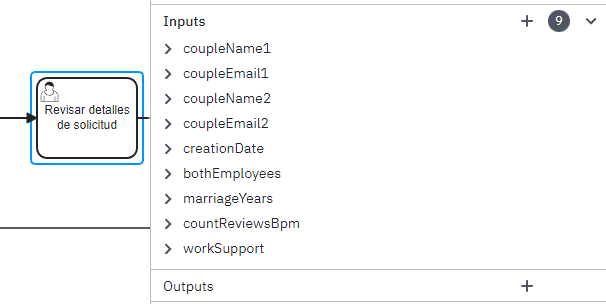 Revisar detalles
de solicitud
Inputs
9
coupleName1
coupleEmail1
coupleName2
coupleEmail2
creationDate
bothEmployees
marriageYears
countReviewsBpm
workSupport
Outputs